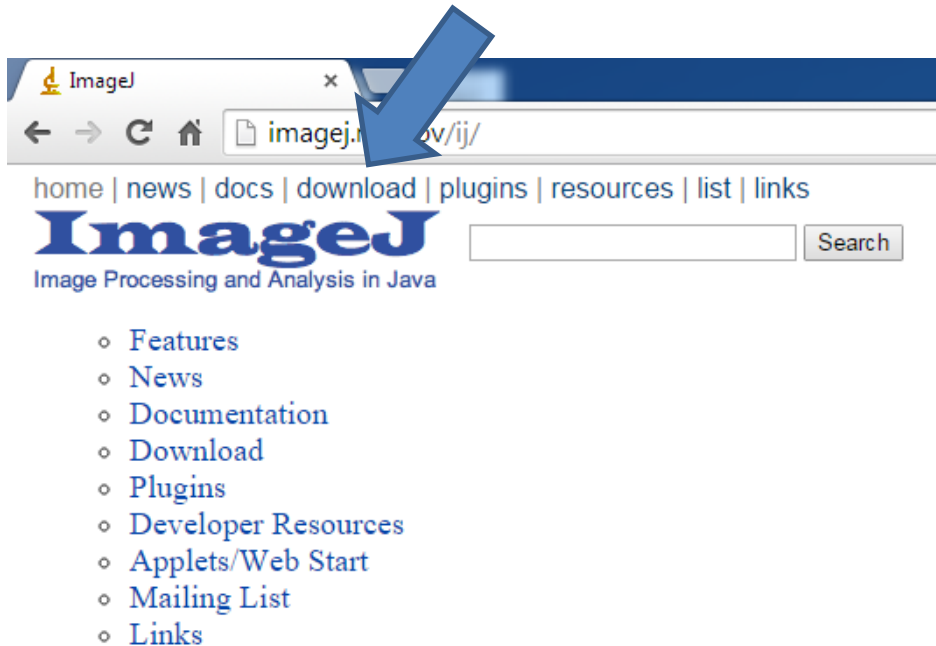 ImageJ
imagej. ov/ij/
home | news | docs | download | plugins | resources | list | links
ImageJ
Search
Image Processing and Analysis in Java
Features
News
Documentation
Download
Plugins
Developer Resources
Applets/Web Start
Mailing List
Links